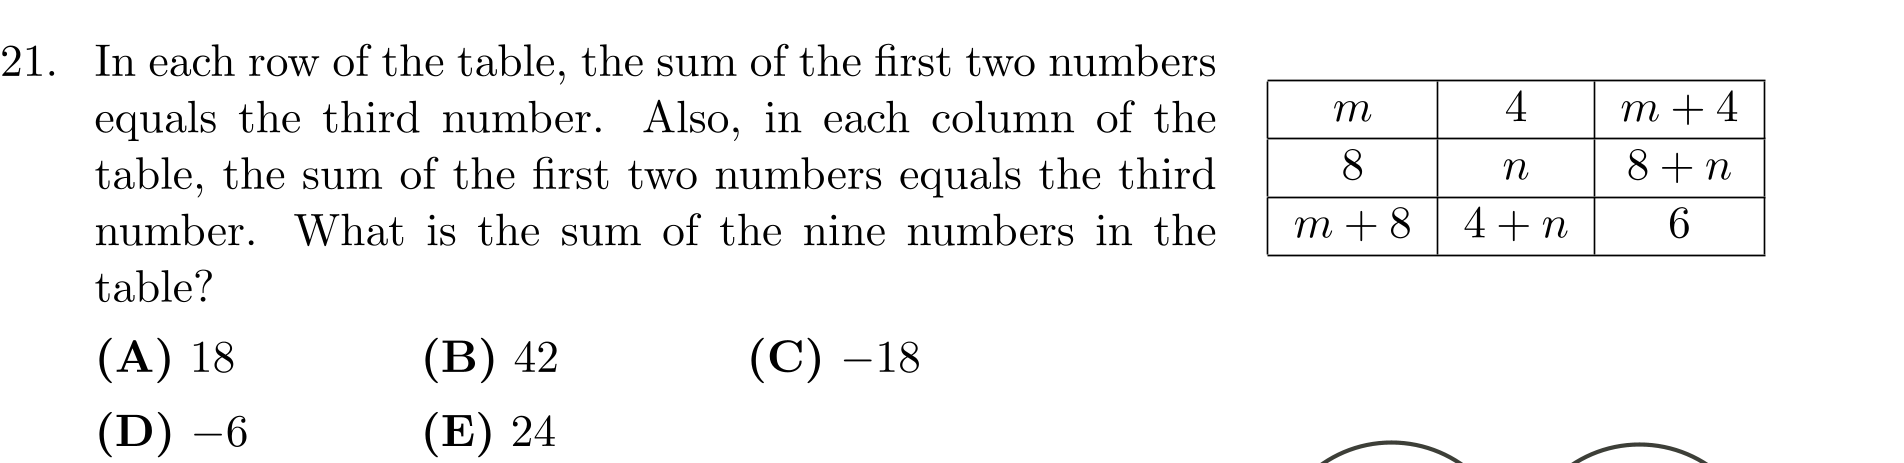 21. In each row of the table, the sum of the first two numbers
equals the third number. Also, in each column of the
table, the sum of the first two numbers equals the third
number. What is the sum of the nine numbers in the
table?
m 4 m + 4
8 n 8 + n
m + 8 4 + n 6
(A) 18 (B) 42 (C) −18
(D) −6 (E) 24